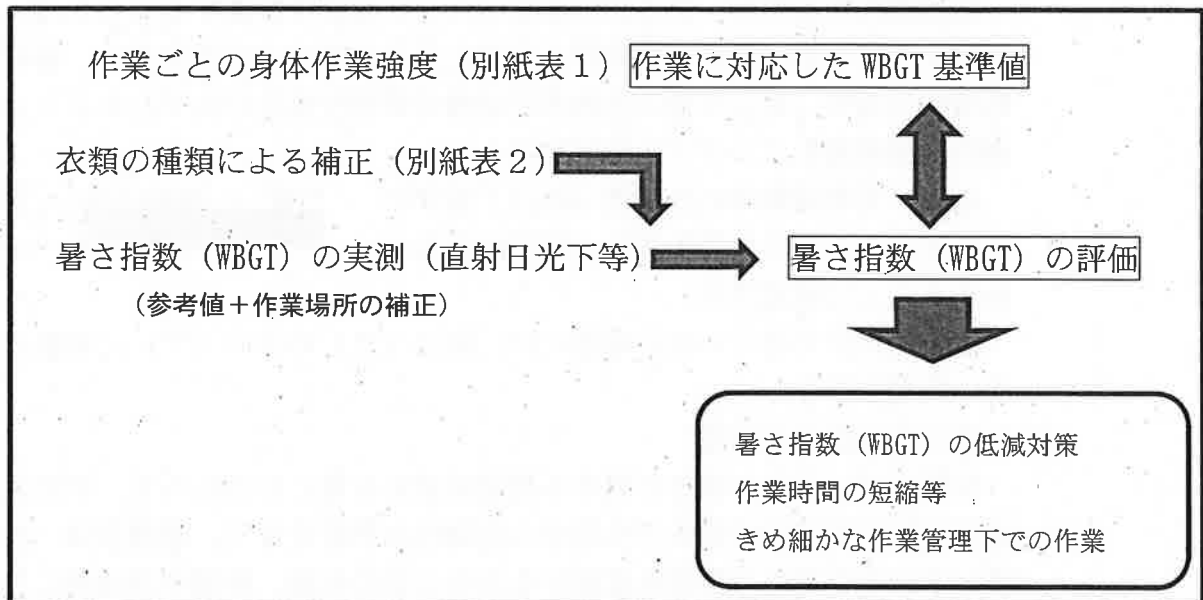 作業ごとの身体作業強度（別紙表１）作業に対応した WBGT 基準値
衣類の種類による補正（別紙表２）
暑さ指数（WBGT）の実測（直射日光下等） 暑さ指数（WBGT）の評価
（参考値＋作業場所の補正）
暑さ指数（WBGT）の低減対策
作業時間の短縮等
きめ細かな作業管理下での作業